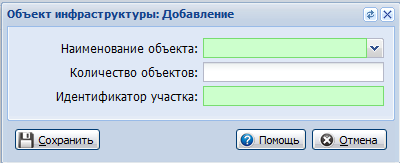 Объект инфраструктуры: Добавление
Наименование объекта:
Количество объектов:
Идентификатор участка:
Сохранить Помощь Отмена